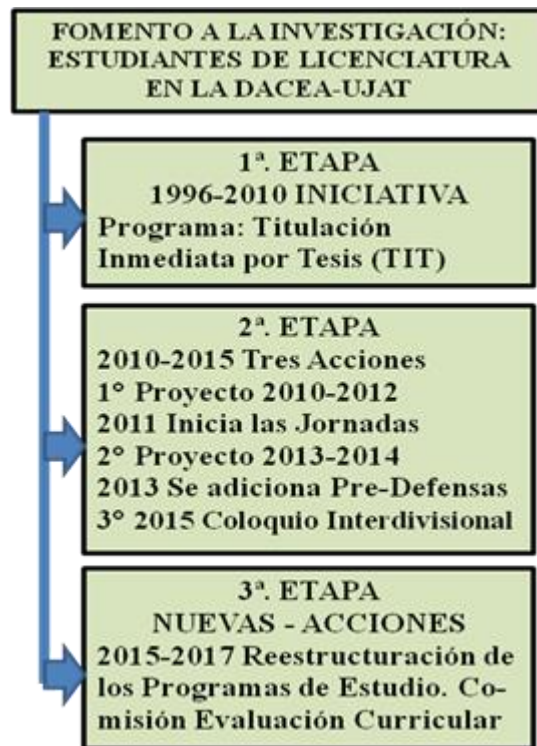 FOMENTO A LA INVESTIGACIÓN:
ESTUDIANTES DE LICENCIATURA
EN LA DACEA-UJAT
1ª. ETAPA
1996-2010 INICIATIVA
Programa: Titulación
Inmediata por Tesis (TIT)
2ª. ETAPA
2010-2015 Tres Acciones
1° Proyecto 2010-2012
2011 Inicia las Jornadas
2° Proyecto 2013-2014
2013 Se adiciona Pre-Defensas
3° 2015 Coloquio Interdivisional
3ª. ETAPA
NUEVAS - ACCIONES
2015-2017 Reestructuración de
los Programas de Estudio. Co-
misión Evaluación Curricular